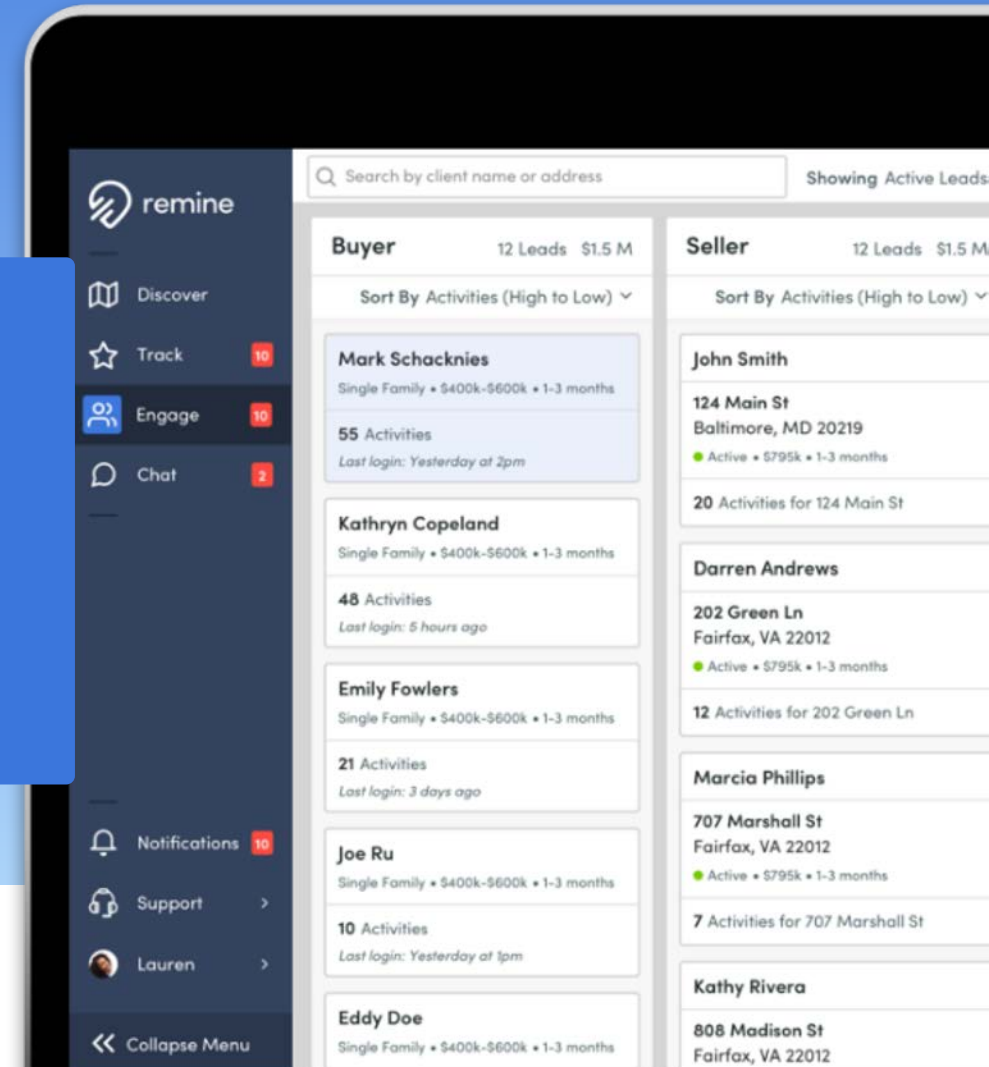 remine
Discover
Track 10
Engage 10
Chat 2
Notifications 10
Support
Lauren
Collapse Menu
Search by client name or address
Showing Active Leads
Buyer 12 Leads $1.5 M
Sort By Activities (High to Low)
Mark Schacknies
Single Family • $400k-$600k • 1-3 months
55 Activities
Last login: Yesterday at 2pm
Kathryn Copeland
Single Family • $400k-$600k • 1-3 months
48 Activities
Last login: 5 hours ago
Emily Fowlers
Single Family • $400k-$600k • 1-3 months
21 Activities
Last login: 3 days ago
Joe Ru
Single Family • $400k-$600k • 1-3 months
10 Activities
Last login: Yesterday at 1pm
Eddy Doe
Single Family • $400k-$600k • 1-3 months
Seller 12 Leads $1.5 M
Sort By Activities (High to Low)
John Smith
124 Main St
Baltimore, MD 20219
Active • $795k • 1-3 months
20 Activities for 124 Main St
Darren Andrews
202 Green Ln
Fairfax, VA 22012
Active • $795k • 1-3 months
12 Activities for 202 Green Ln
Marcia Phillips
707 Marshall St
Fairfax, VA 22012
Active • $795k • 1-3 months
7 Activities for 707 Marshall St
Kathy Rivera
808 Madison St
Fairfax, VA 22012